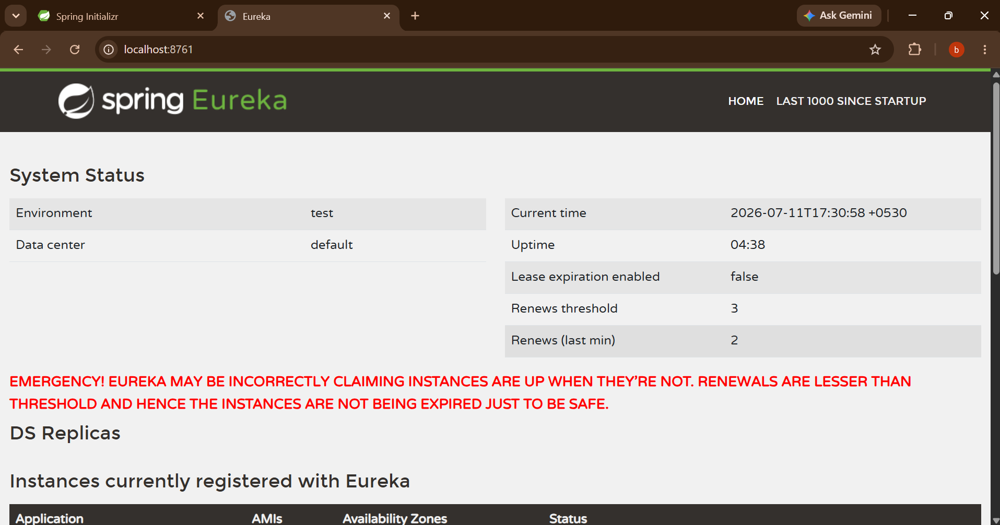 Spring Initializr
Eureka
Ask Gemini
localhost:8761
b
spring Eureka
HOME LAST 1000 SINCE STARTUP
System Status
Environment test
Data center default
Current time 2026-07-11T17:30:58 +0530
Uptime 04:38
Lease expiration enabled false
Renews threshold 3
Renews (last min) 2
EMERGENCY! EUREKA MAY BE INCORRECTLY CLAIMING INSTANCES ARE UP WHEN THEY’RE NOT. RENEWALS ARE LESSER THAN
THRESHOLD AND HENCE THE INSTANCES ARE NOT BEING EXPIRED JUST TO BE SAFE.
DS Replicas
Instances currently registered with Eureka
Application AMIs Availability Zones Status